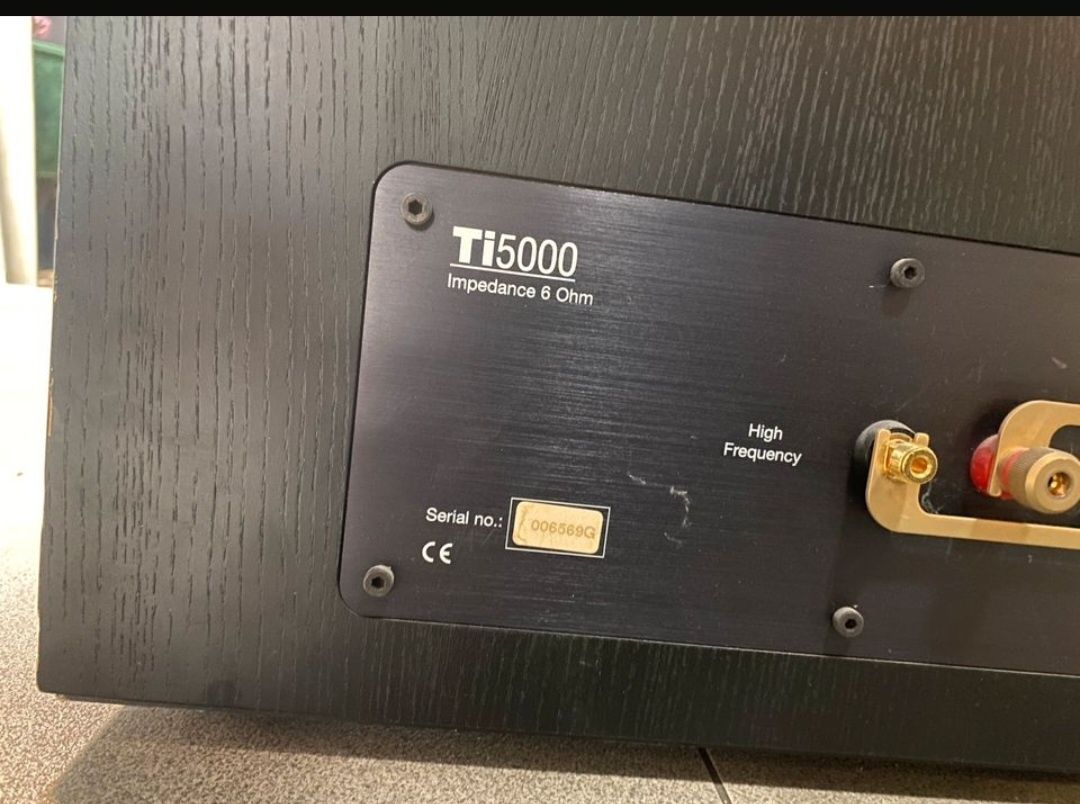 Ti5000
Impedance 6 Ohm
High
Frequency
Serial no.: 006569G
CE